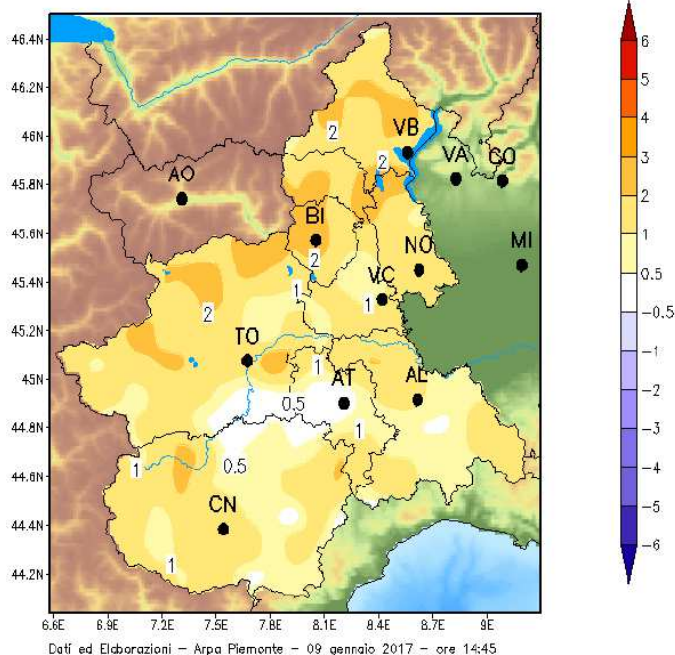 46.4N
46.2N
46N
45.8N
45.6N
45.4N
45.2N
45N
44.8N
44.6N
44.4N
44.2N
6.6E 6.9E 7.2E 7.5E 7.8E 8.1E 8.4E 8.7E 9E
AO
VB
VA
CO
BI
NO
MI
VC
TO
AT
AL
CN
2
2
2
1
2
1
1
0.5
1
1
0.5
1
6
5
4
3
2
1
0.5
-0.5
-1
-2
-3
-4
-5
-6
Dati ed Elaborazioni - Arpa Piemonte - 09 gennaio 2017 - ore 14:45